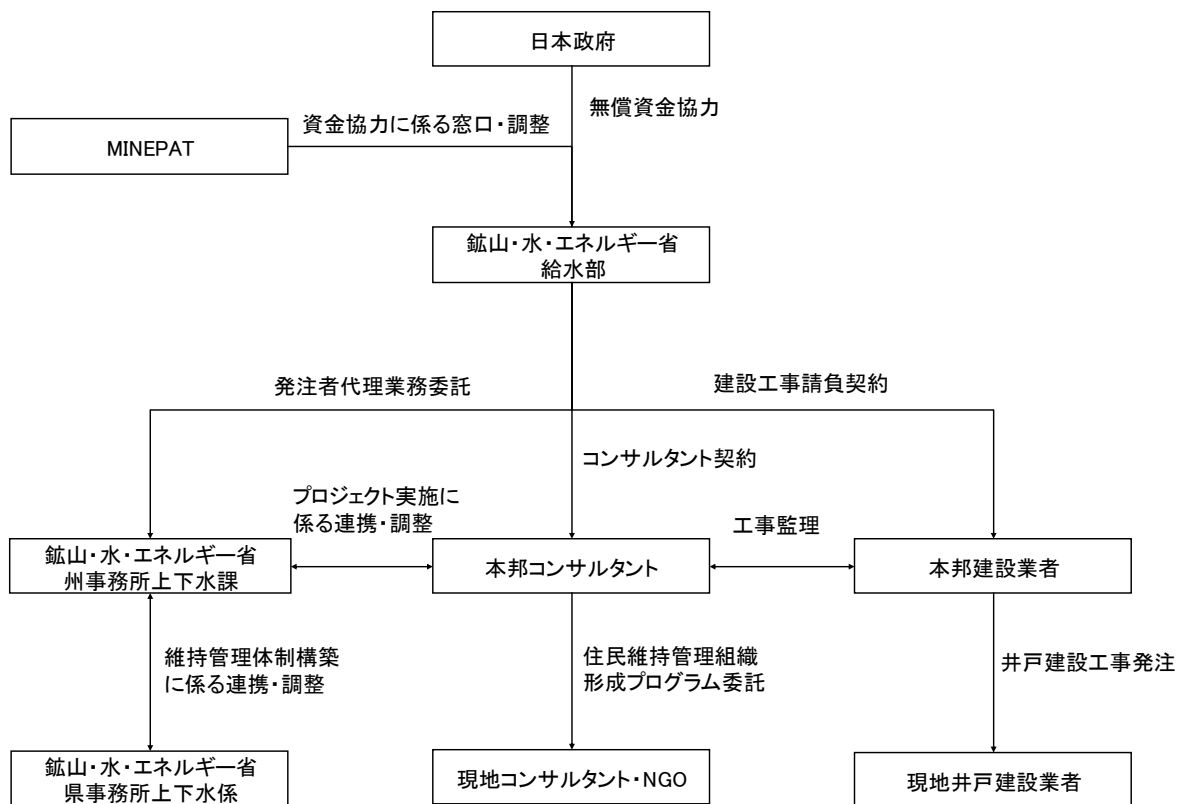 日本政府
無償資金協力
資金協力に係る窓口・調整
MINEPAT
鉱山・水・エネルギー省
給水部
発注者代理業務委託
建設工事請負契約
コンサルタント契約
プロジェクト実施に
係る連携・調整
工事監理
鉱山・水・エネルギー省
州事務所上下水課
本邦コンサルタント
本邦建設業者
維持管理体制構築
に係る連携・調整
住民維持管理組織
形成プログラム委託
井戸建設工事発注
鉱山・水・エネルギー省
県事務所上下水係
現地コンサルタント・NGO
現地井戸建設業者